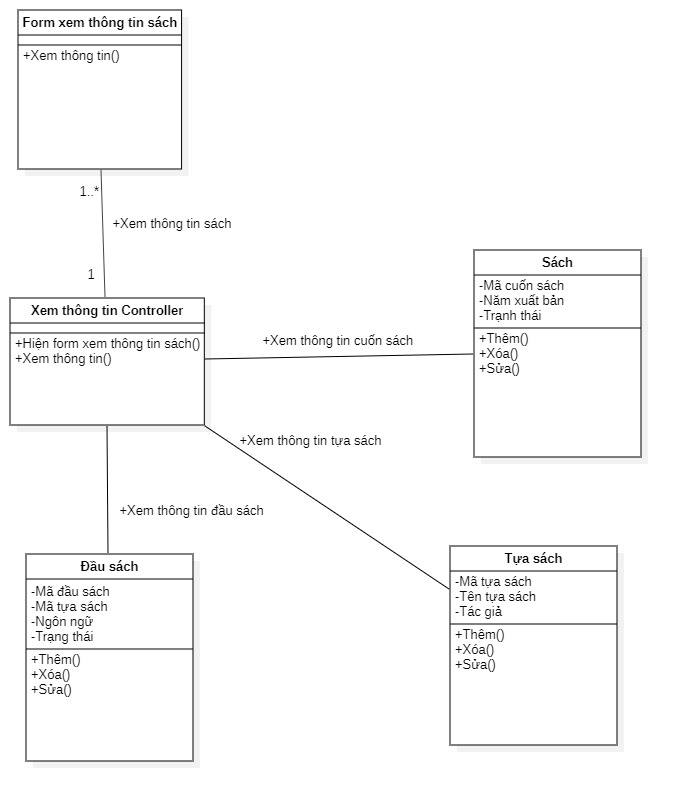 Form xem thông tin sách
+Xem thông tin()
1..*
+Xem thông tin sách
1
Xem thông tin Controller
+Hiện form xem thông tin sách()
+Xem thông tin()
+Xem thông tin cuốn sách
Sách
-Mã cuốn sách
-Năm xuất bản
-Trạnh thái
+Thêm()
+Xóa()
+Sửa()
+Xem thông tin tựa sách
+Xem thông tin đầu sách
Đầu sách
-Mã đầu sách
-Mã tựa sách
-Ngôn ngữ
-Trạng thái
+Thêm()
+Xóa()
+Sửa()
Tựa sách
-Mã tựa sách
-Tên tựa sách
-Tác giả
+Thêm()
+Xóa()
+Sửa()